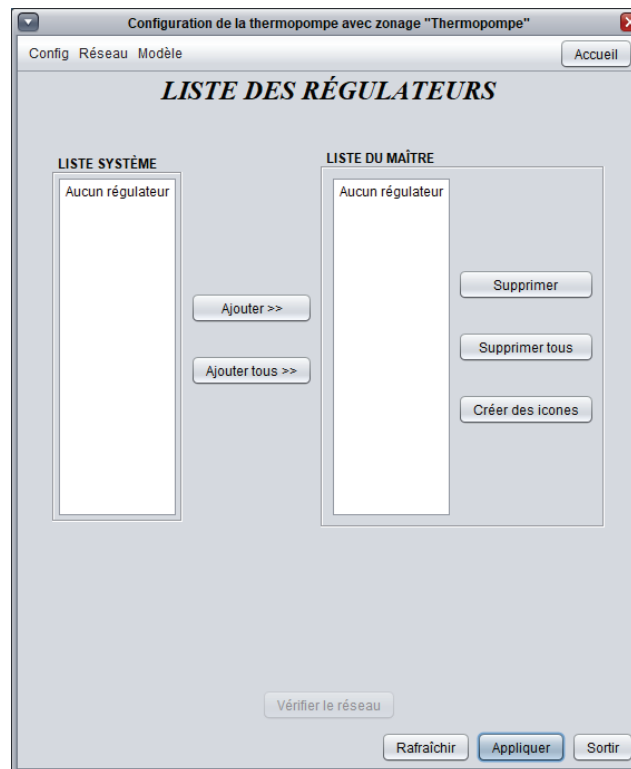 Configuration de la thermopompe avec zonage "Thermopompe"
Config Réseau Modèle Accueil
LISTE DES RÉGULATEURS
LISTE SYSTÈME
Aucun régulateur
Ajouter >>
Ajouter tous >>
LISTE DU MAÎTRE
Aucun régulateur
Supprimer
Supprimer tous
Créer des icones
Vérifier le réseau
Rafraîchir Appliquer Sortir